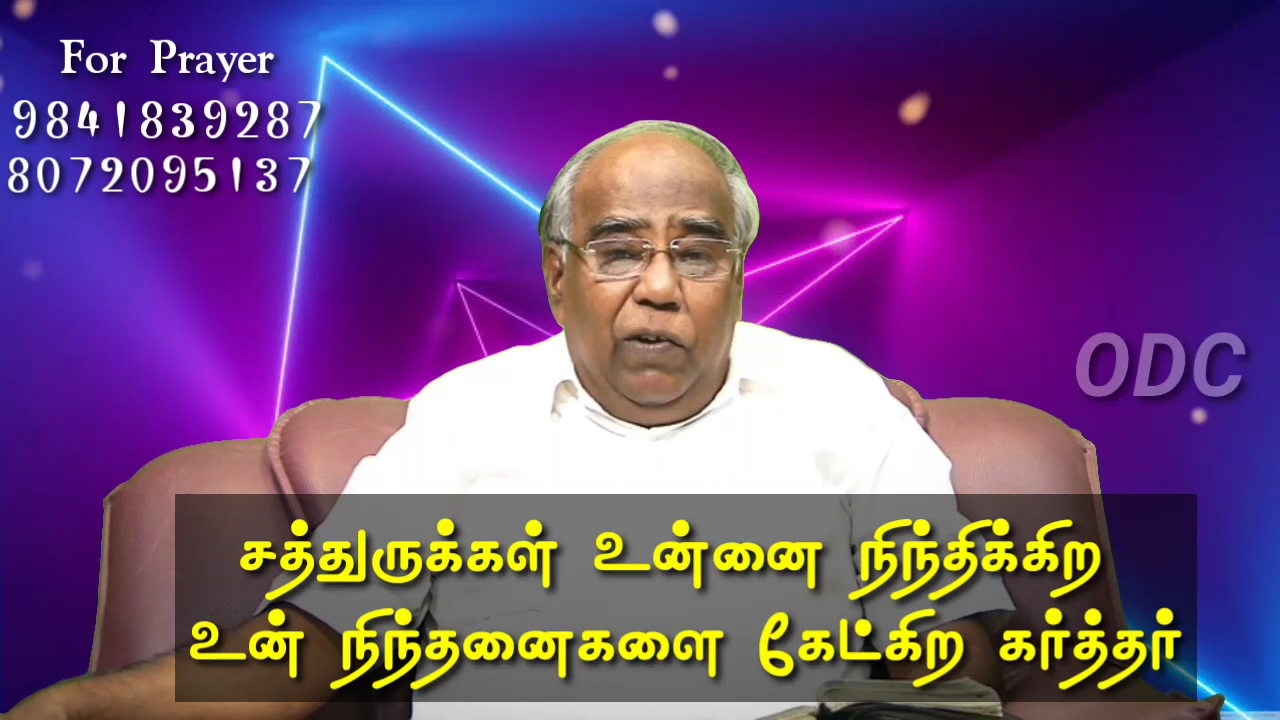 For Prayer
9841839287
8072095137
ODC
சத்துருக்கள் உன்னை நிந்திக்கிற
உன் நிந்தனைகளை கேட்கிற கர்த்தர்